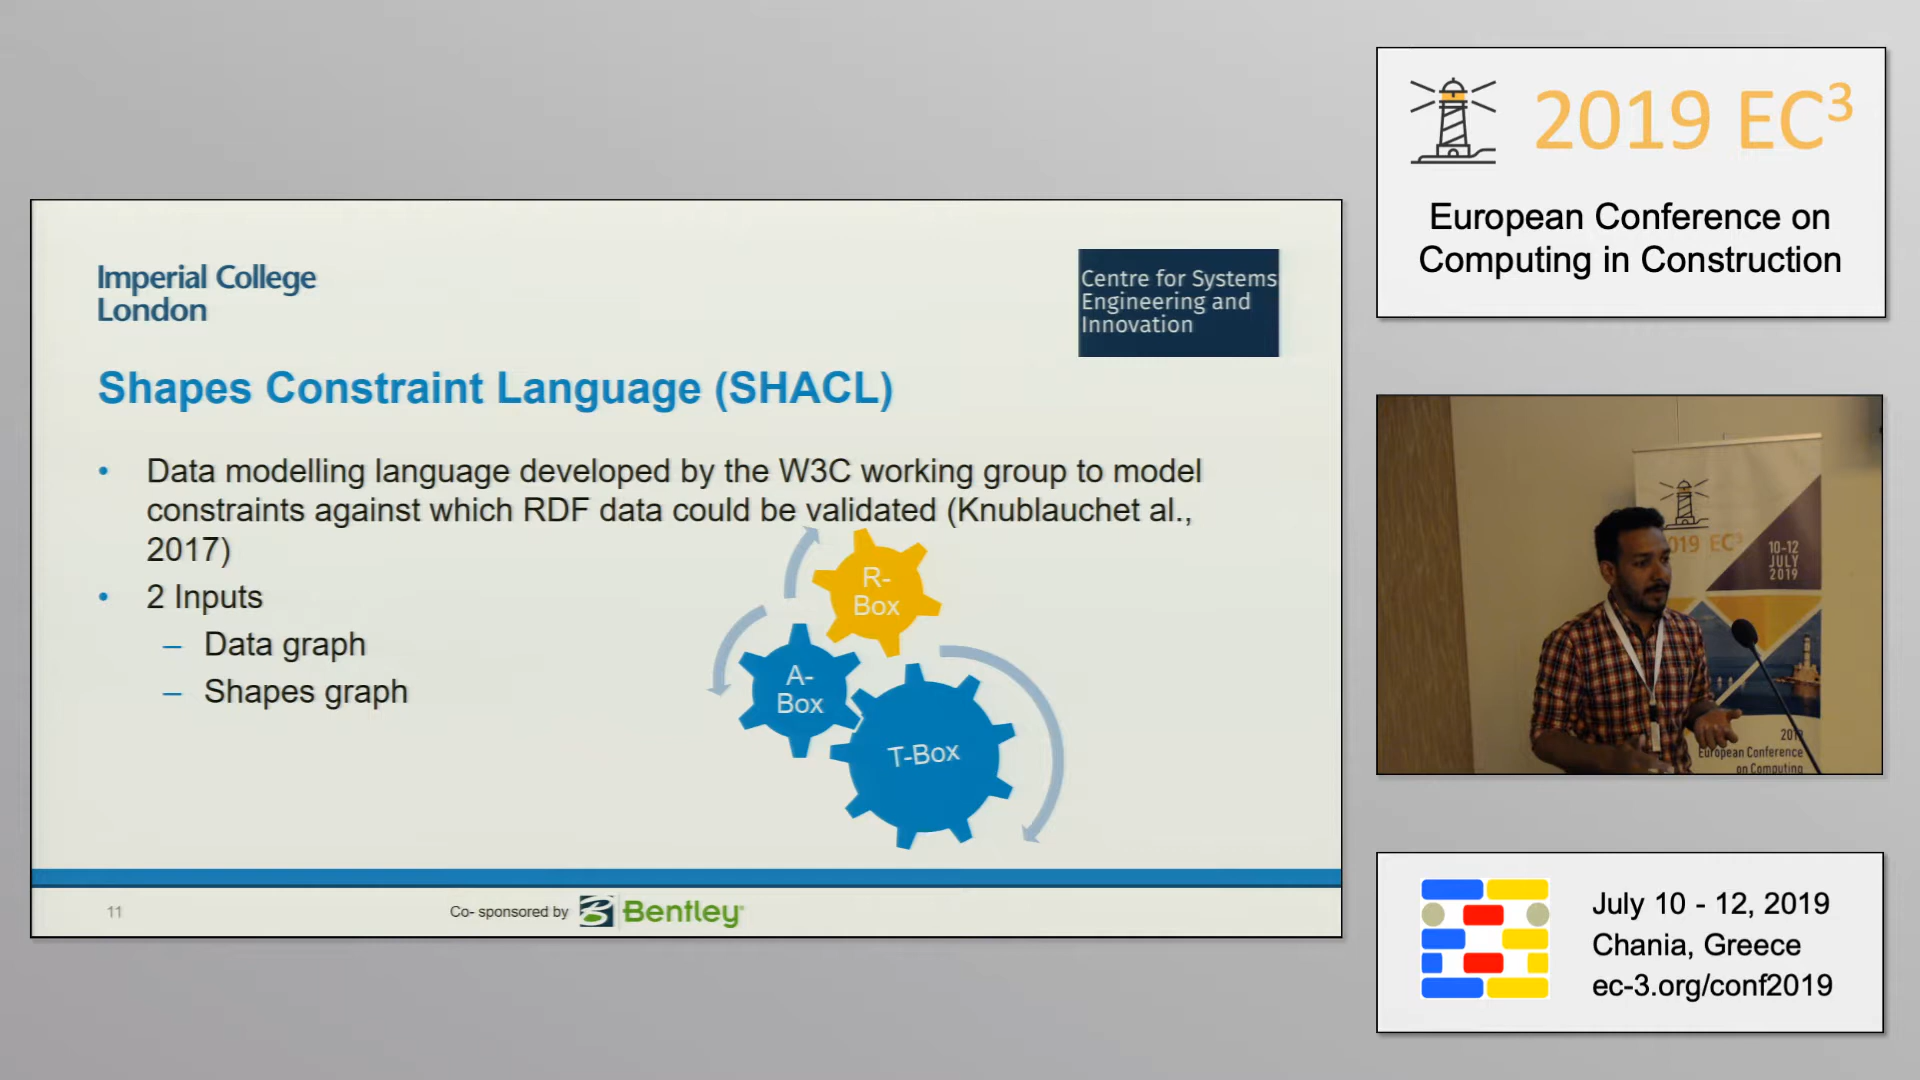 Imperial College
London
Centre for Systems
Engineering and
Innovation
Shapes Constraint Language (SHACL)
• Data modelling language developed by the W3C working group to model
constraints against which RDF data could be validated (Knublauchet al.,
2017)
• 2 Inputs
– Data graph
– Shapes graph
R-
Box
A-
Box
T-Box
11
Co- sponsored by
Bentley
2019 EC³
European Conference on
Computing in Construction
2019 EC³
10-12
JULY
2019
European Conference
on Computing
July 10 - 12, 2019
Chania, Greece
ec-3.org/conf2019